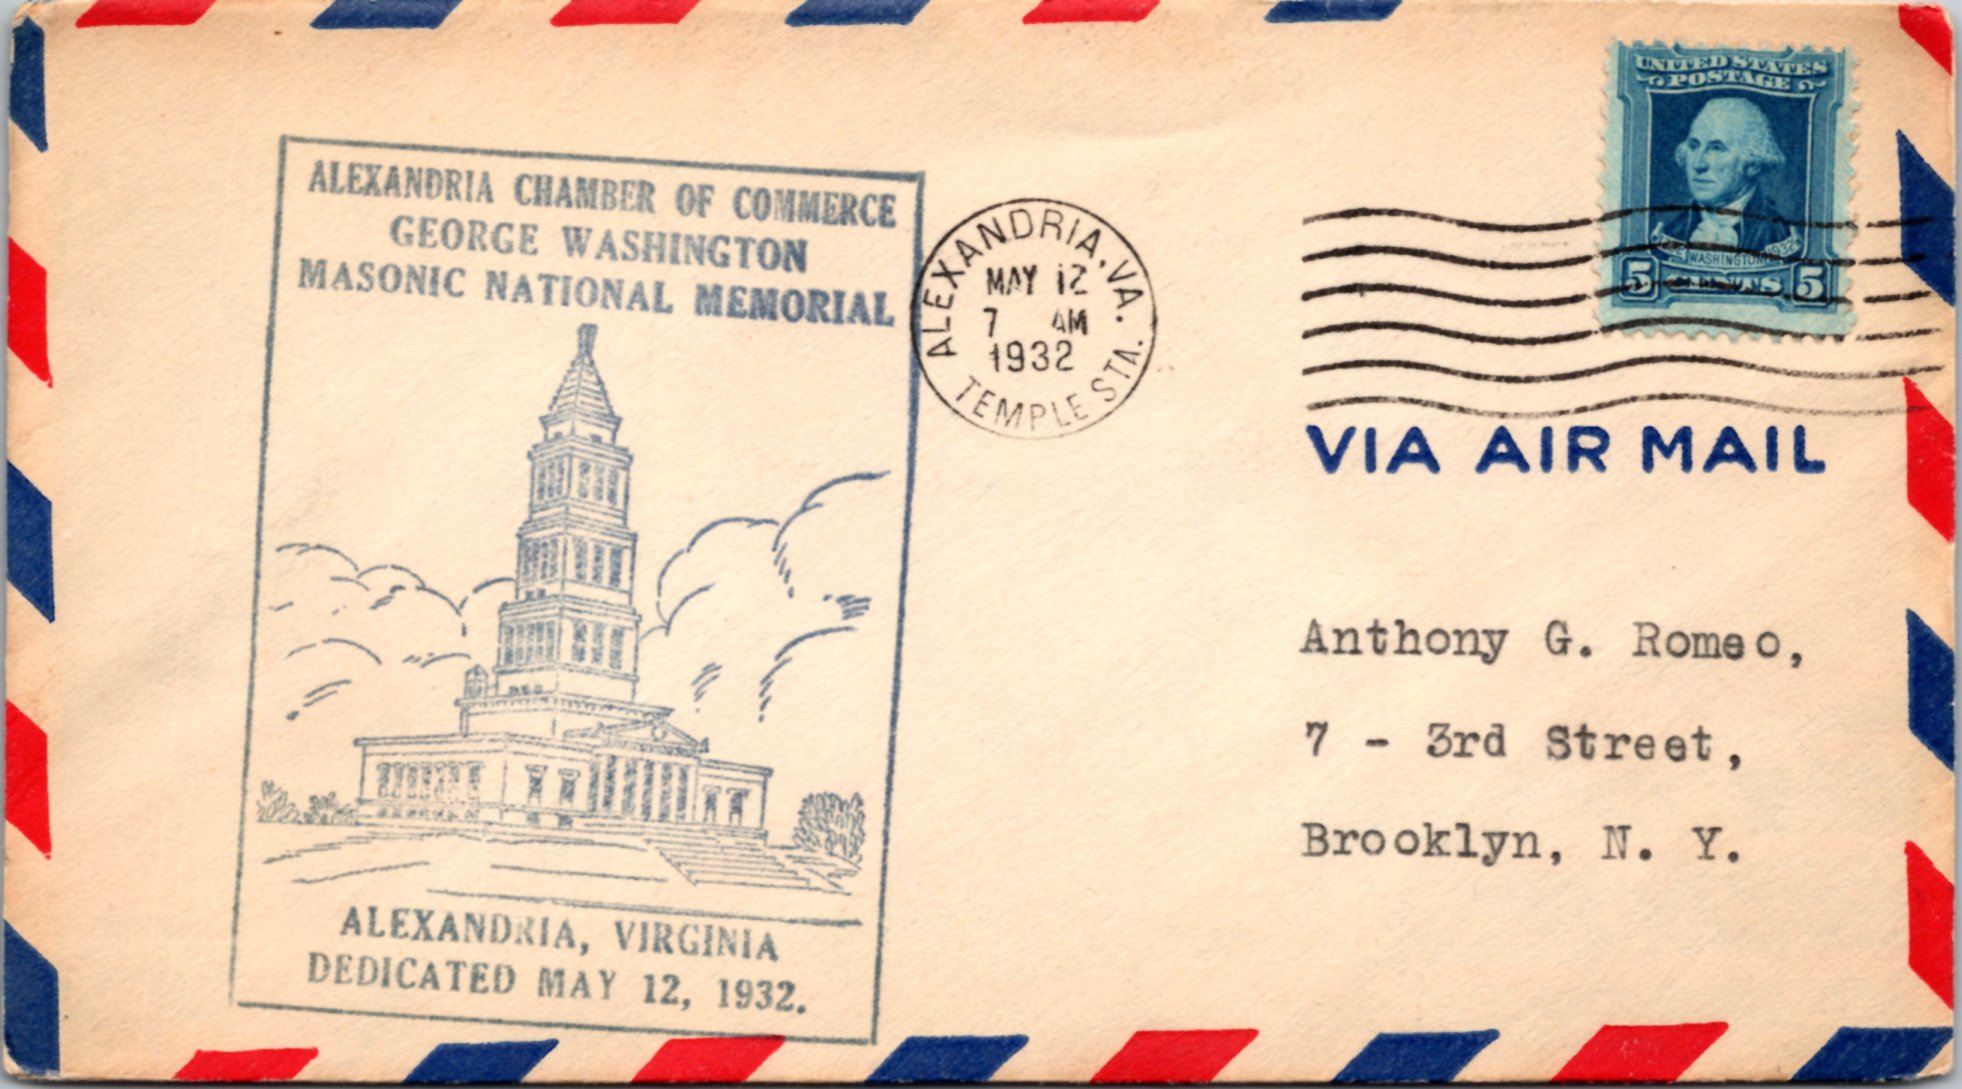 ALEXANDRIA CHAMBER OF COMMERCE
GEORGE WASHINGTON
MASONIC NATIONAL MEMORIAL
ALEXANDRIA, VIRGINIA
DEDICATED MAY 12, 1932.
ALEXANDRIA, VA.
MAY 12
7 AM
1932
TEMPLE STA.
UNITED STATES
POSTAGE
WASHINGTON 1932
5 CENTS 5
VIA AIR MAIL
Anthony G. Romeo,
7 - 3rd Street,
Brooklyn, N. Y.